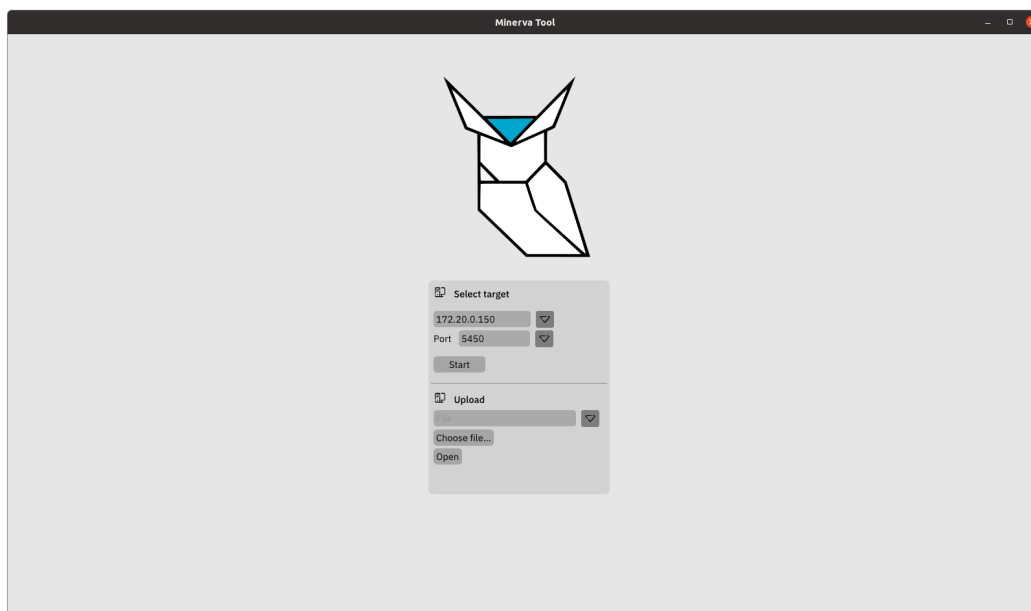 Minerva Tool
Select target
172.20.0.150
Port 5450
Start
Upload
File
Choose file...
Open